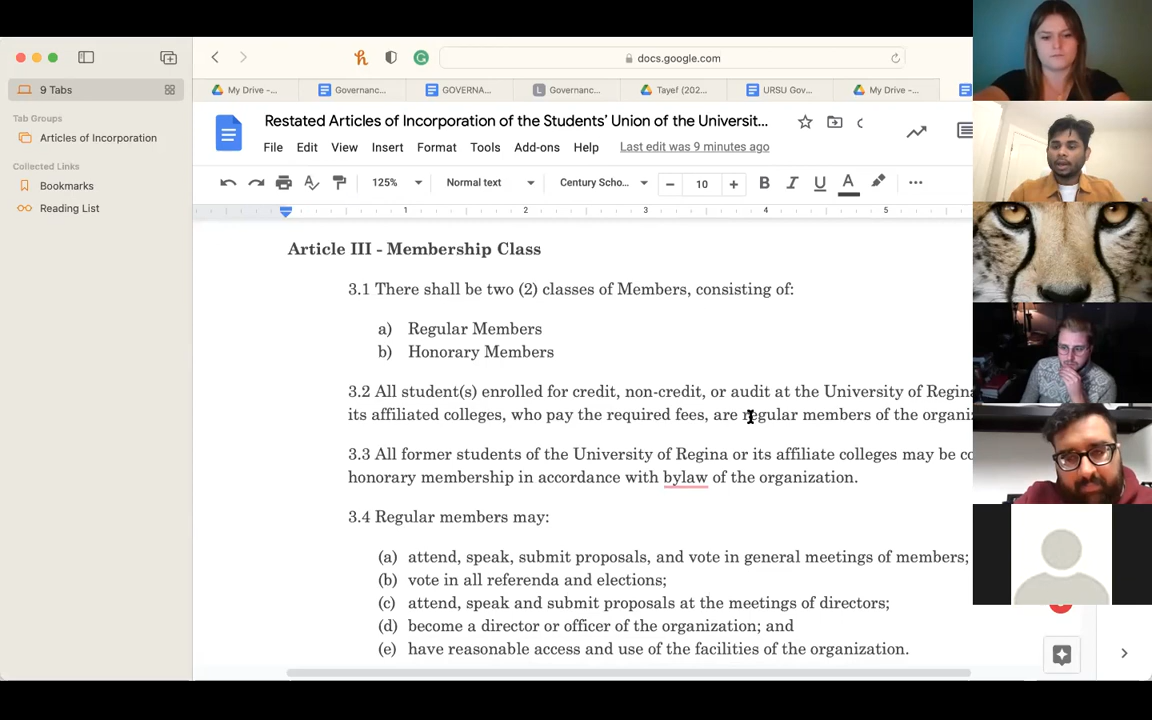 docs.google.com
9 Tabs
My Drive -...
Governanc...
GOVERNA...
Governanc...
Tayef (202...
URSU Gov...
My Drive -...
Tab Groups
Articles of Incorporation
Collected Links
Bookmarks
Reading List
Restated Articles of Incorporation of the Students' Union of the Universit...
File Edit View Insert Format Tools Add-ons Help Last edit was 9 minutes ago
125% Normal text Century Scho... 10 B I U A
1 2 3 4 5
Article III - Membership Class
3.1 There shall be two (2) classes of Members, consisting of:
a) Regular Members
b) Honorary Members
3.2 All student(s) enrolled for credit, non-credit, or audit at the University of Regina
its affiliated colleges, who pay the required fees, are regular members of the organi
3.3 All former students of the University of Regina or its affiliate colleges may be co
honorary membership in accordance with bylaw of the organization.
3.4 Regular members may:
(a) attend, speak, submit proposals, and vote in general meetings of members;
(b) vote in all referenda and elections;
(c) attend, speak and submit proposals at the meetings of directors;
(d) become a director or officer of the organization; and
(e) have reasonable access and use of the facilities of the organization.